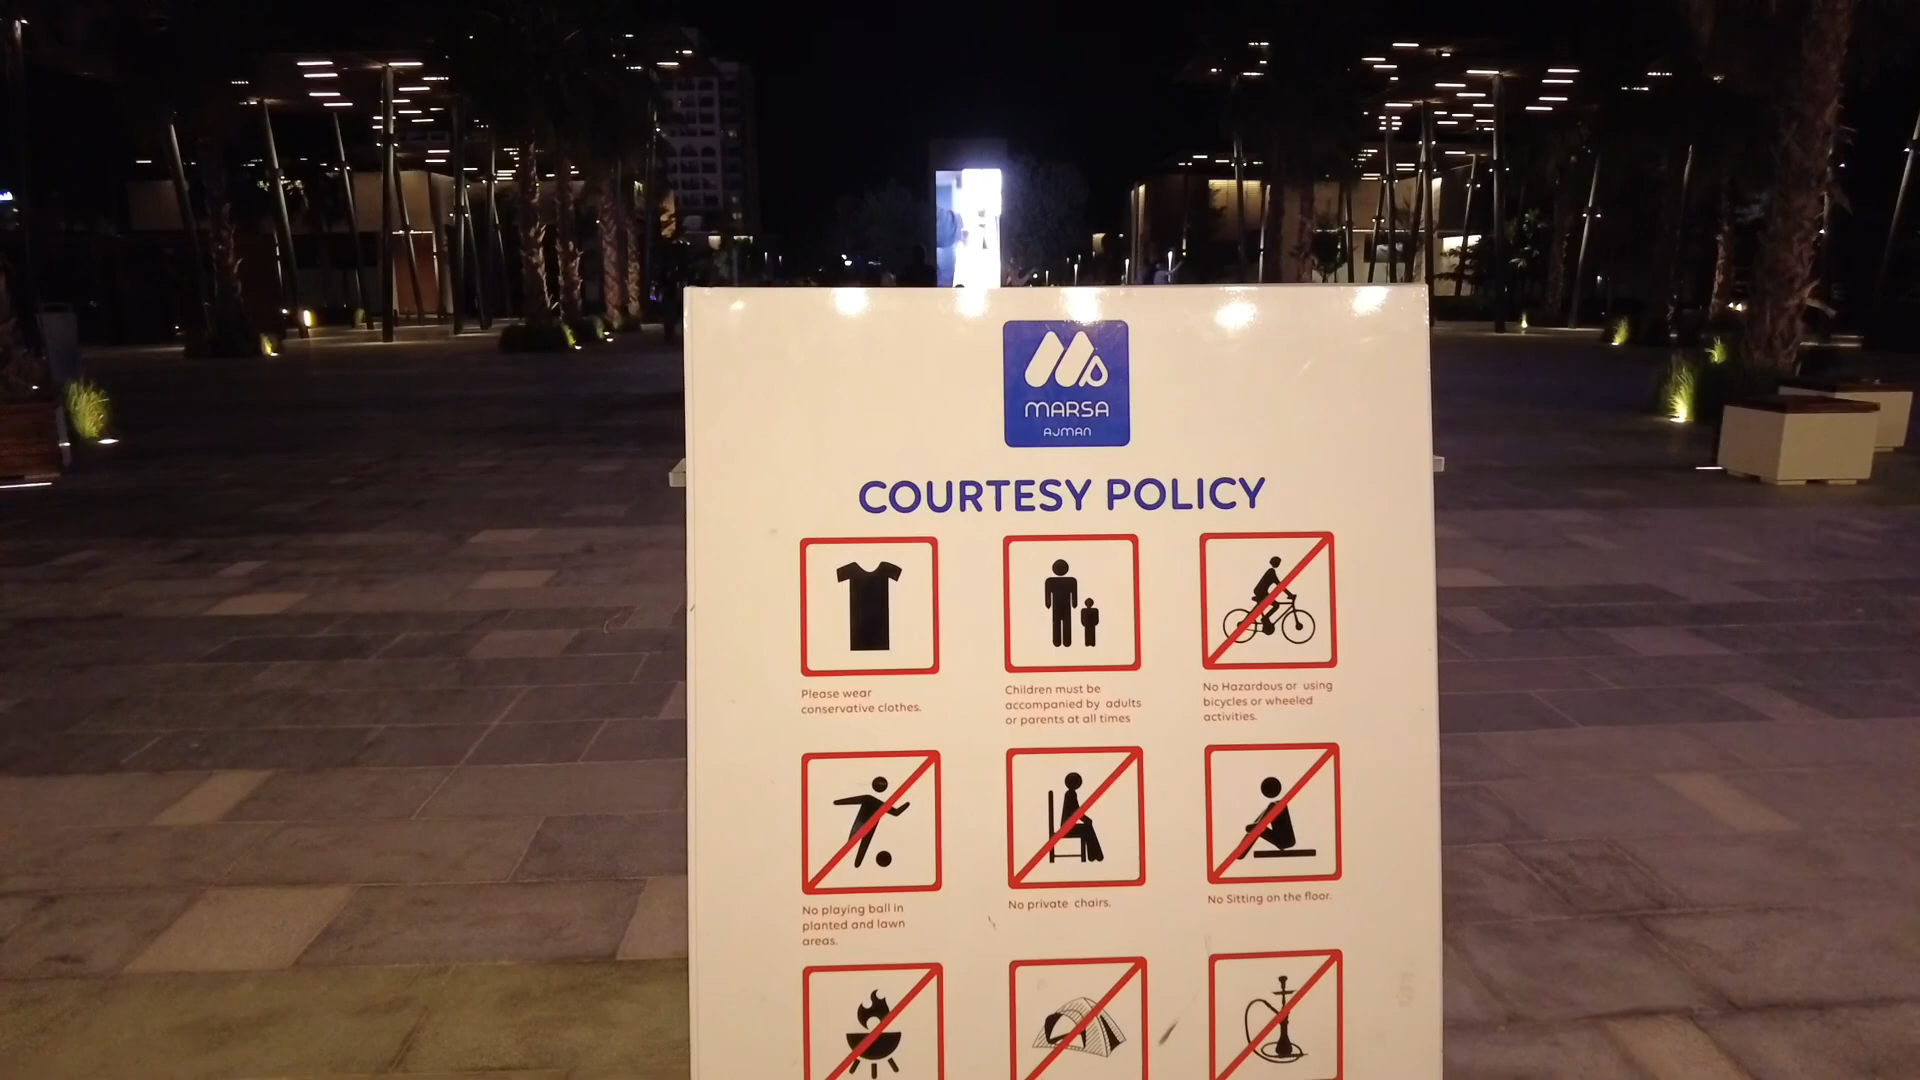 MARSA
AJMAN
COURTESY POLICY
Please wear
conservative clothes.
Children must be
accompanied by adults
or parents at all times
No Hazardous or using
bicycles or wheeled
activities.
No playing ball in
planted and lawn
areas.
No private chairs.
No Sitting on the floor.